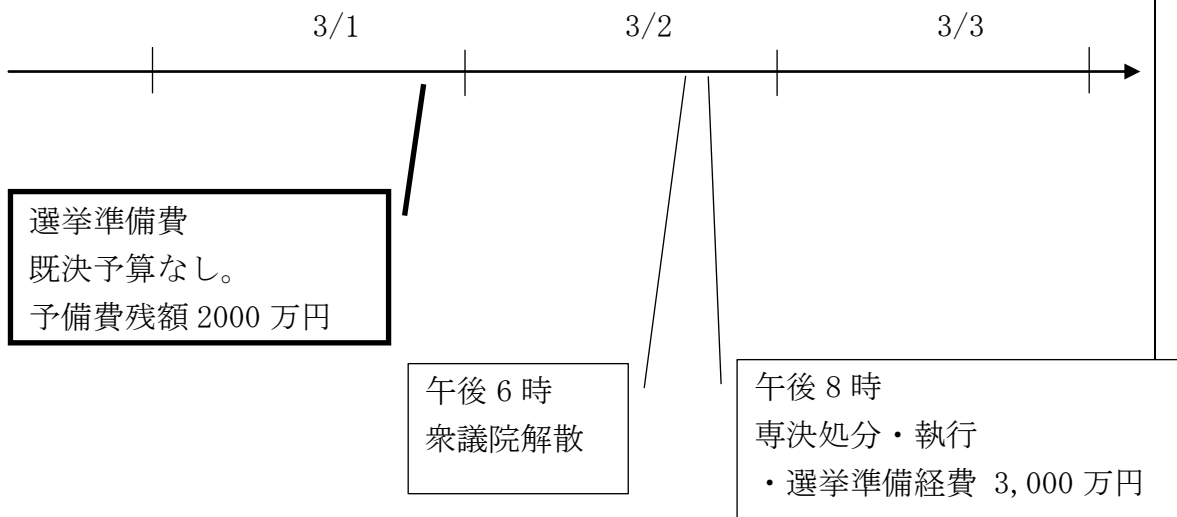 3/1
3/2
3/3
選挙準備費
既決予算なし。
予備費残額 2000 万円
午後 6 時
衆議院解散
午後 8 時
専決処分・執行
・選挙準備経費 3,000 万円